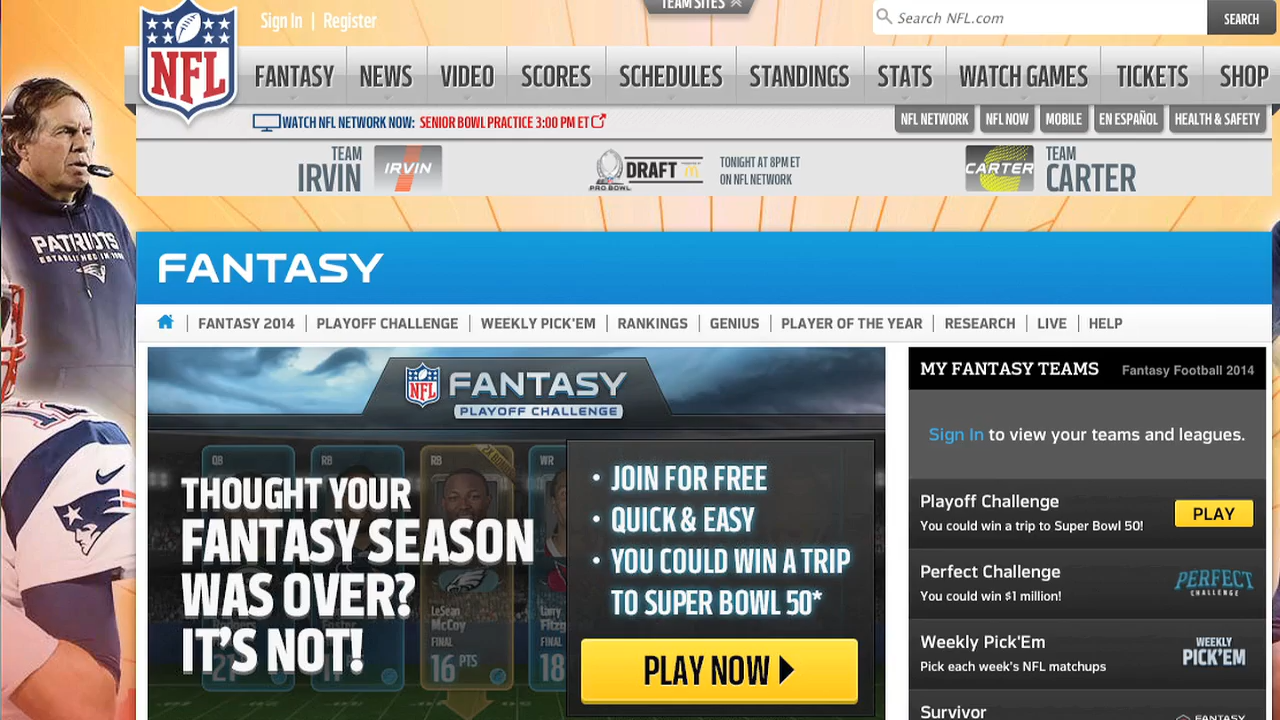 TEAM SITES
Sign In | Register
Search NFL.com
SEARCH
NFL
FANTASY NEWS VIDEO SCORES SCHEDULES STANDINGS STATS WATCH GAMES TICKETS SHOP
WATCH NFL NETWORK NOW: SENIOR BOWL PRACTICE 3:00 PM ET
NFL NETWORK NFL NOW MOBILE EN ESPAÑOL HEALTH & SAFETY
TEAM
IRVIN
IRVIN
PRO BOWL
DRAFT
TONIGHT AT 8PM ET
ON NFL NETWORK
CARTER
TEAM
CARTER
PATRIOTS
FANTASY
FANTASY 2014 | PLAYOFF CHALLENGE | WEEKLY PICK'EM | RANKINGS | GENIUS | PLAYER OF THE YEAR | RESEARCH | LIVE | HELP
NFL FANTASY
PLAYOFF CHALLENGE
QB RB RB WR
THOUGHT YOUR
FANTASY SEASON
WAS OVER?
IT'S NOT!
LeSean
McCoy
FINAL
16 PTS
Larry
FINAL
18
• JOIN FOR FREE
• QUICK & EASY
• YOU COULD WIN A TRIP
TO SUPER BOWL 50*
PLAY NOW
MY FANTASY TEAMS Fantasy Football 2014
Sign In to view your teams and leagues.
Playoff Challenge
You could win a trip to Super Bowl 50!
PLAY
Perfect Challenge
You could win $1 million!
PERFECT
CHALLENGE
Weekly Pick'Em
Pick each week's NFL matchups
WEEKLY
PICK'EM
Survivor
FANTASY